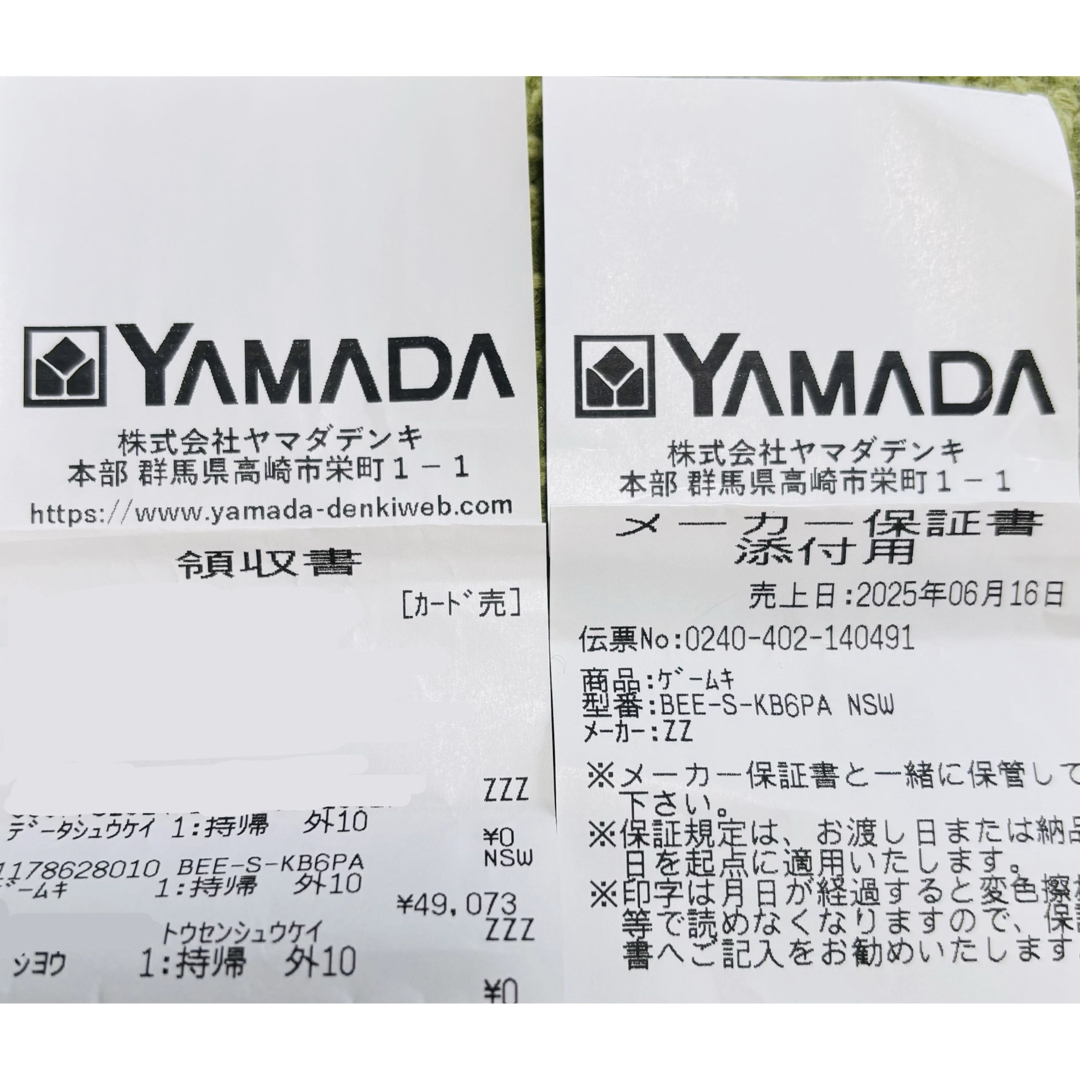 YAMADA
株式会社ヤマダデンキ
本部 群馬県高崎市栄町1-1
https://www.yamada-denkiweb.com
領収書
[カード売]
ZZZ
データシュウケイ 1:持帰 外10
¥0
1178628010 BEE-S-KB6PA NSW
ゲームキ 1:持帰 外10
¥49,073
トウセンシュウケイ ZZZ
ショウ 1:持帰 外10
¥0
YAMADA
株式会社ヤマダデンキ
本部 群馬県高崎市栄町1-1
メーカー保証書
添付用
売上日:2025年06月16日
伝票No:0240-402-140491
商品:ゲームキ
型番:BEE-S-KB6PA NSW
メーカー:ZZ
※メーカー保証書と一緒に保管して
下さい。
※保証規定は、お渡し日または納品
日を起点に適用いたします。
※印字は月日が経過すると変色擦
等で読めなくなりますので、保証
書へご記入をお勧めいたします